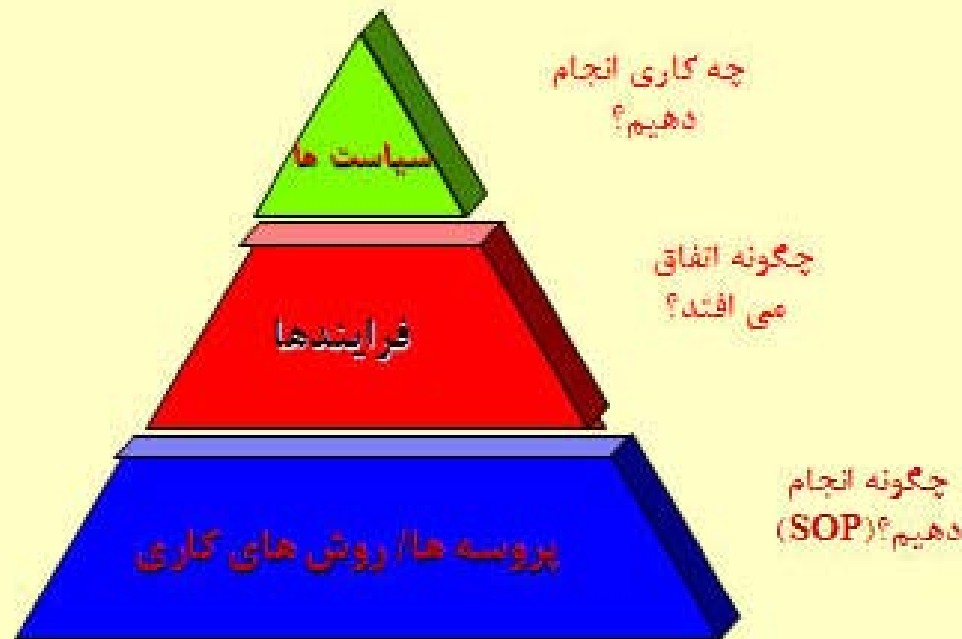 چه کاری انجام
دهیم؟
سیاست ها
چگونه اتفاق
می افتد؟
فرایندها
چگونه انجام
دهیم؟(SOP)
پروسه ها/ روش های کاری